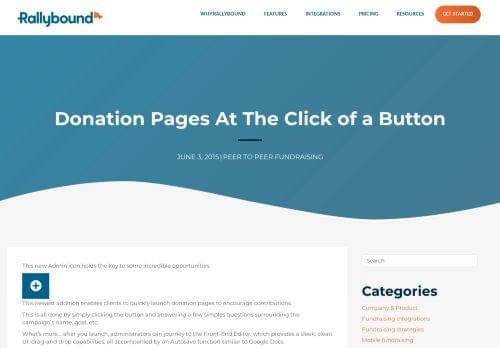 Rallybound
WHY RALLYBOUND
FEATURES
INTEGRATIONS
PRICING
RESOURCES
GET STARTED
Donation Pages At The Click of a Button
JUNE 3, 2015 | PEER TO PEER FUNDRAISING
This new Admin icon holds the key to some incredible opportunities.
This newest addition enables clients to quickly launch donation pages to encourage contributions.
This is all done by simply clicking the button and answering a few simples questions surrounding the
campaign's name, goal, etc.
What's more... after you launch, administrators can journey to the Front-End Editor, which provides a sleek, clean
UI, drag-and drop capabilities, all accompanied by an Autosave function similar to Google Docs.
Search
Categories
Company & Product
Fundraising Integrations
Fundraising strategies
Mobile fundraising